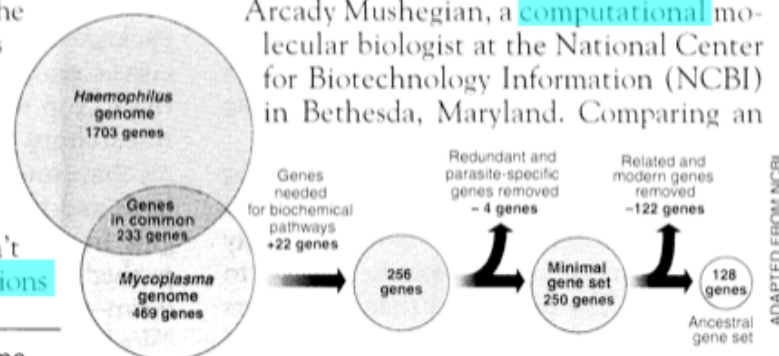 he
Arcady Mushegian, a computational mo-
lecular biologist at the National Center
for Biotechnology Information (NCBI)
in Bethesda, Maryland. Comparing an
Haemophilus
genome
1703 genes
Genes
in common
233 genes
Mycoplasma
genome
469 genes
Genes
needed
for biochemical
pathways
+22 genes
256
genes
Redundant and
parasite-specific
genes removed
– 4 genes
Minimal
gene set
250 genes
Related and
modern genes
removed
–122 genes
128
genes
Ancestral
gene set
ADAPTED FROM NCBI
't
ions